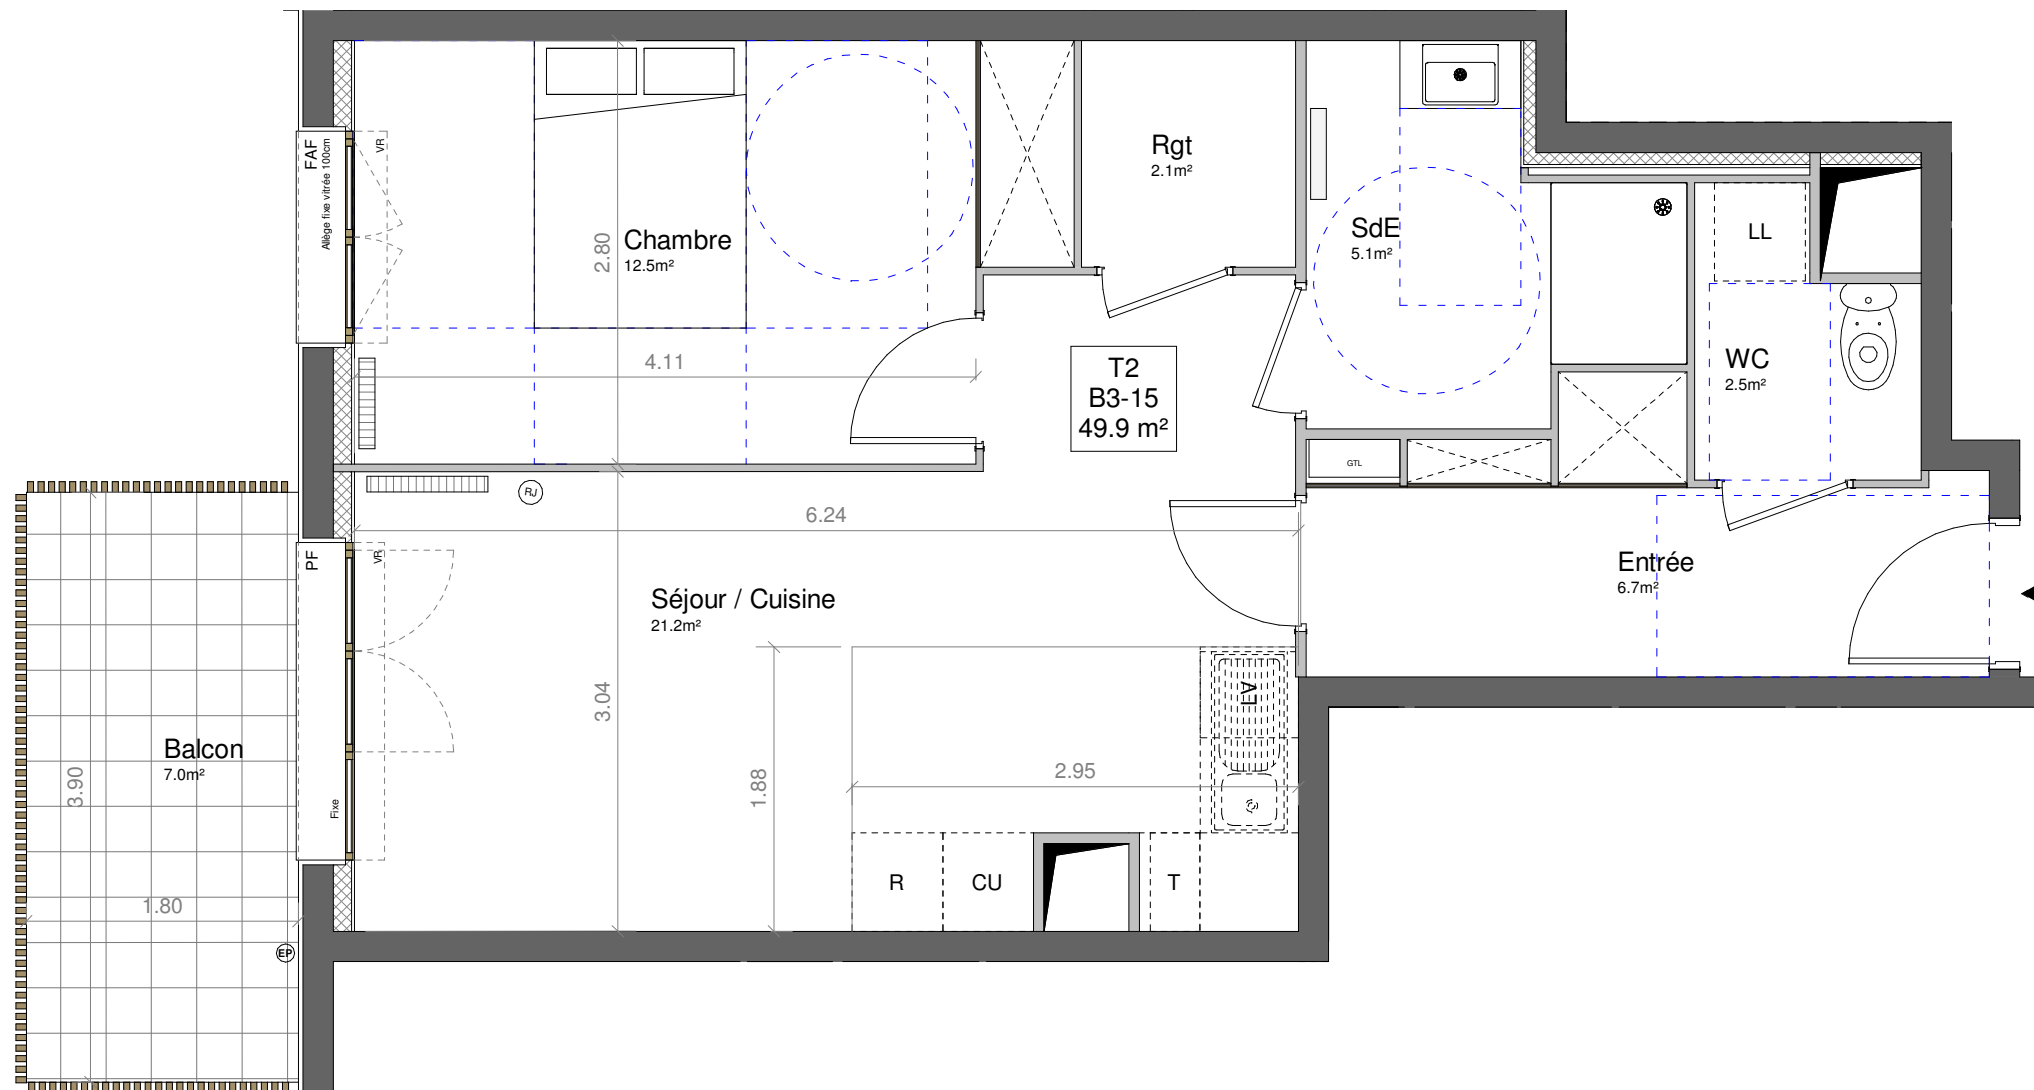 FAF
Allège fixe vitrée 100cm
VR
Chambre
12.5m²
2.80
4.11
Rgt
2.1m²
SdE
5.1m²
LL
WC
2.5m²
T2
B3-15
49.9 m²
GTL
RJ
6.24
PF
VR
Fixe
Séjour / Cuisine
21.2m²
3.04
Entrée
6.7m²
LV
1.88
2.95
R
CU
T
Balcon
7.0m²
3.90
1.80
EP